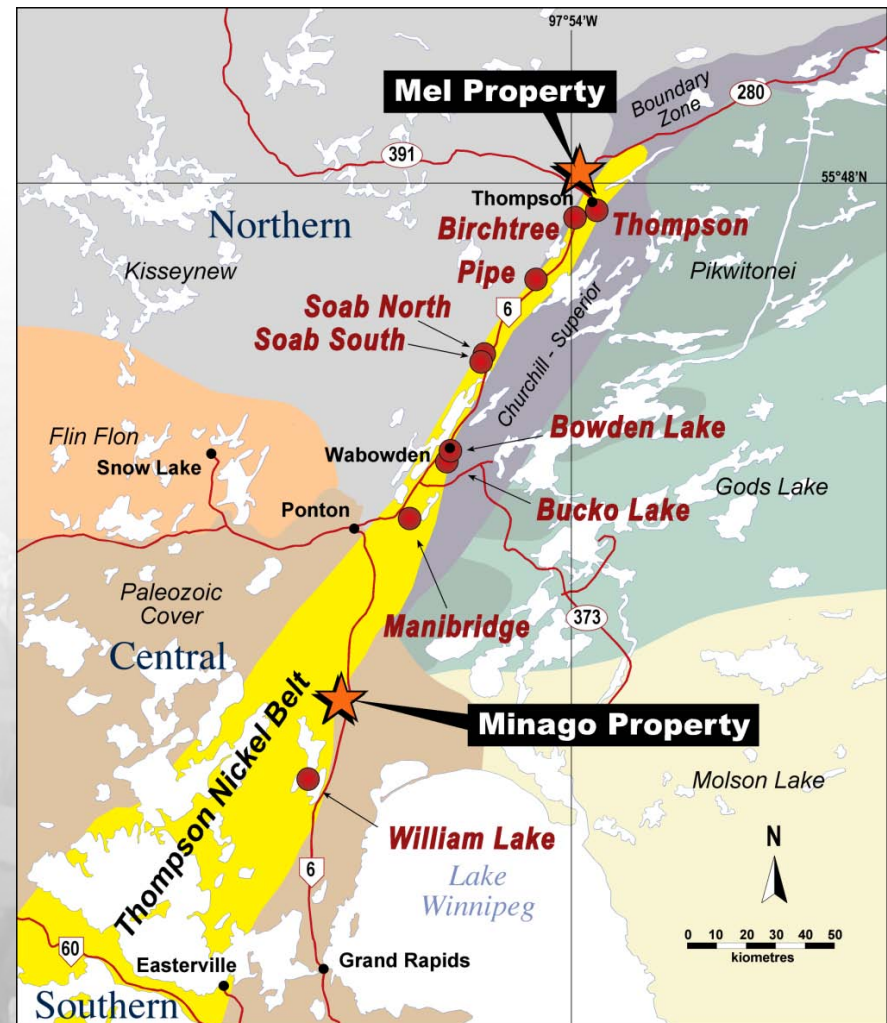 97°54'W
Mel Property
Boundary
Zone
280
391
55°48'N
Thompson
Northern
Birchtree
Thompson
Kisseynew
Pipe
Pikwitonei
Soab North
6
Soab South
Churchill - Superior
Flin Flon
Bowden Lake
Snow Lake
Wabowden
Gods Lake
Bucko Lake
Ponton
Paleozoic
Cover
373
Manibridge
Central
Minago Property
Thompson Nickel Belt
Molson Lake
William Lake
N
6
Lake
Winnipeg
0 10 20 30 40 50
kiometres
60
Easterville
Grand Rapids
Southern